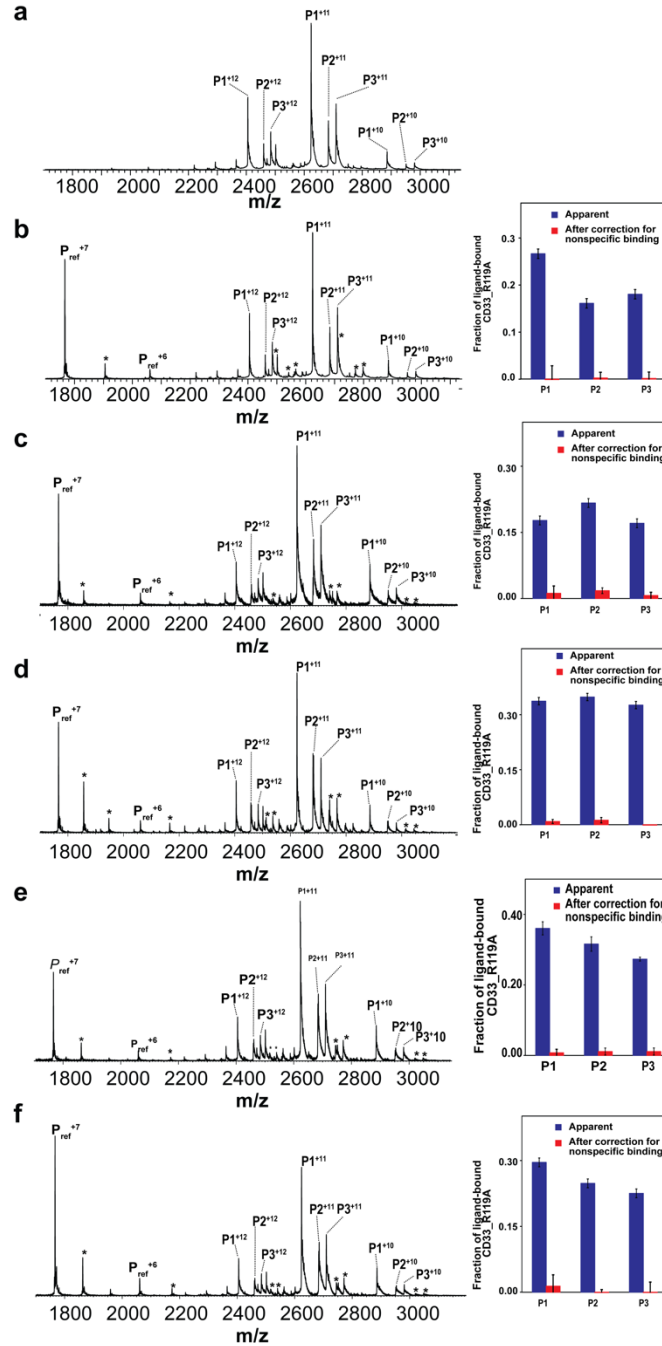 a
P1+11
P1+12
P2+12
P3+12
P2+11
P3+11
P1+10
P2+10
P3+10
1800 2000 2200 2400 2600 2800 3000
m/z
b
P ref +7
*
P ref +6
P1+12
P2+12
P3+12
*
*
*
P1+11
P2+11
P3+11
*
*
*
P1+10
P2+10
P3+10
1800 2000 2200 2400 2600 2800 3000
m/z
Fraction of ligand-bound
CD33_R119A
Apparent
After correction for
nonspecific binding
0.3
0.2
0.1
0.0
P1 P2 P3
c
P ref +7
*
P ref +6
*
P1+12
P2+12
P3+12
*
P1+11
P2+11
P3+11
* *
P1+10
P2+10
P3+10
* *
1800 2000 2200 2400 2600 2800 3000
m/z
Fraction of ligand-bound
CD33_R119A
Apparent
After correction for
nonspecific binding
0.30
0.15
0.00
P1 P2 P3
d
P ref +7
*
*
P ref +6
*
P1+12
P2+12
P3+12
* *
P1+11
P2+11
P3+11
* *
P1+10
P2+10
P3+10
* *
1800 2000 2200 2400 2600 2800 3000
m/z
Fraction of ligand-bound
CD33_R119A
Apparent
After correction for
nonspecific binding
0.30
0.15
0.00
P1 P2 P3
e
P ref +7
*
P ref +6
*
P1+12
P2+12
P3+12
* *
P1+11
P2+11
P3+11
* *
P1+10
P2+10
P3+10
* *
1800 2000 2200 2400 2600 2800 3000
m/z
Fraction of ligand-bound
CD33_R119A
Apparent
After correction for
nonspecific binding
0.40
0.20
0.00
P1 P2 P3
f
P ref +7
*
P ref +6
*
P1+12
P2+12
P3+12
* *
P1+11
P2+11
P3+11
* *
P1+10
P2+10
P3+10
* *
1800 2000 2200 2400 2600 2800 3000
m/z
Fraction of ligand-bound
CD33_R119A
Apparent
After correction for
nonspecific binding
0.30
0.15
0.00
P1 P2 P3